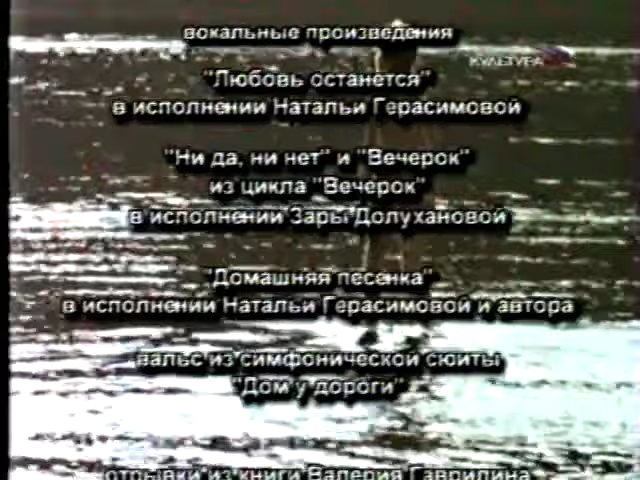 вокальные произведения
КУЛЬТУРА
"Любовь останется"
в исполнении Натальи Герасимовой
"Ни да, ни нет" и "Вечерок"
из цикла "Вечерок"
в исполнении Зары Долухановой
"Домашняя песенка"
в исполнении Натальи Герасимовой и автора
вальс из симфонической сюиты
"Дом у дороги"
отрывки из книги Валерия Гаврилина